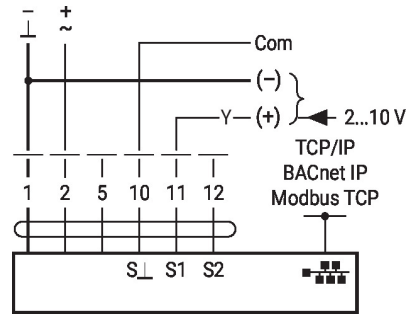 – +
⊥ ~
Com
(–)
Y (+) 2...10 V
TCP/IP
BACnet IP
Modbus TCP
1 2 5 10 11 12
S⊥ S1 S2